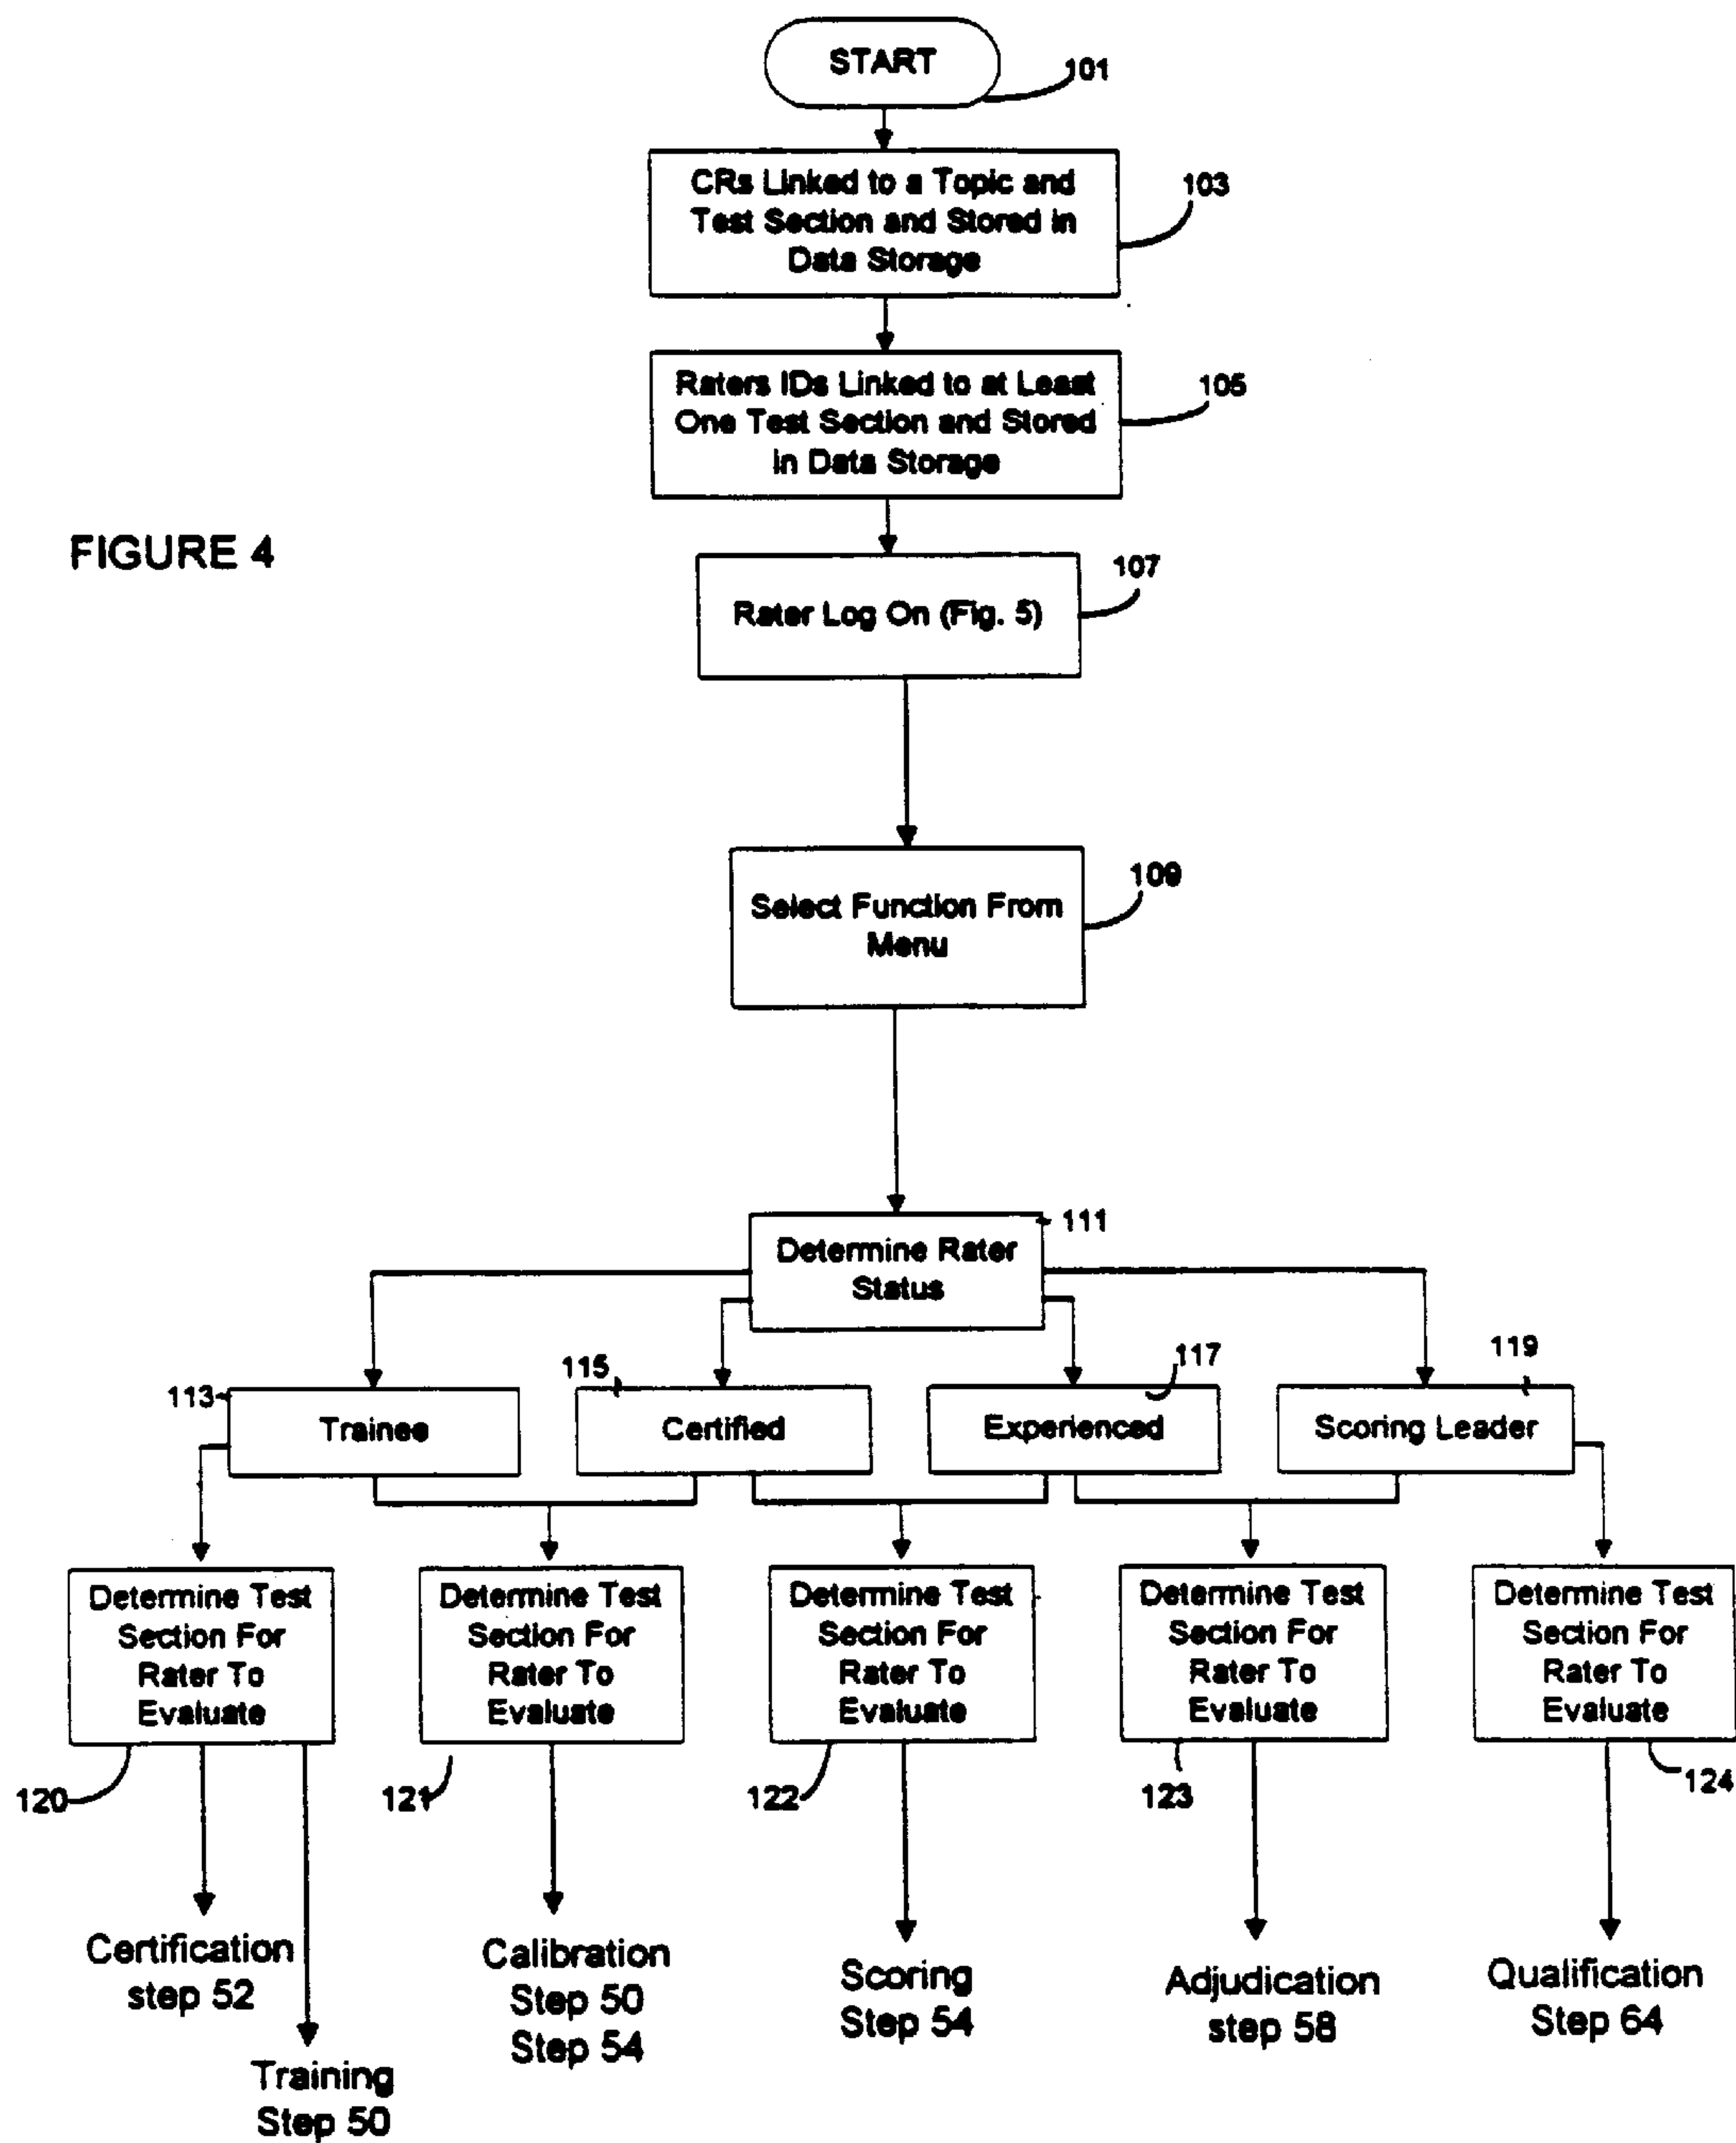 START
101
CRs Linked to a Topic and
Test Section and Stored in
Data Storage
103
Raters IDs Linked to at Least
One Test Section and Stored
in Data Storage
105
FIGURE 4
Rater Log On (Fig. 5)
107
Select Function From
Menu
109
Determine Rater
Status
111
113
Trainee
115
Certified
117
Experienced
119
Scoring Leader
Determine Test
Section For
Rater To
Evaluate
120
Determine Test
Section For
Rater To
Evaluate
121
Determine Test
Section For
Rater To
Evaluate
122
Determine Test
Section For
Rater To
Evaluate
123
Determine Test
Section For
Rater To
Evaluate
124
Certification
step 52
Training
Step 50
Calibration
Step 50
Step 54
Scoring
Step 54
Adjudication
step 58
Qualification
Step 64